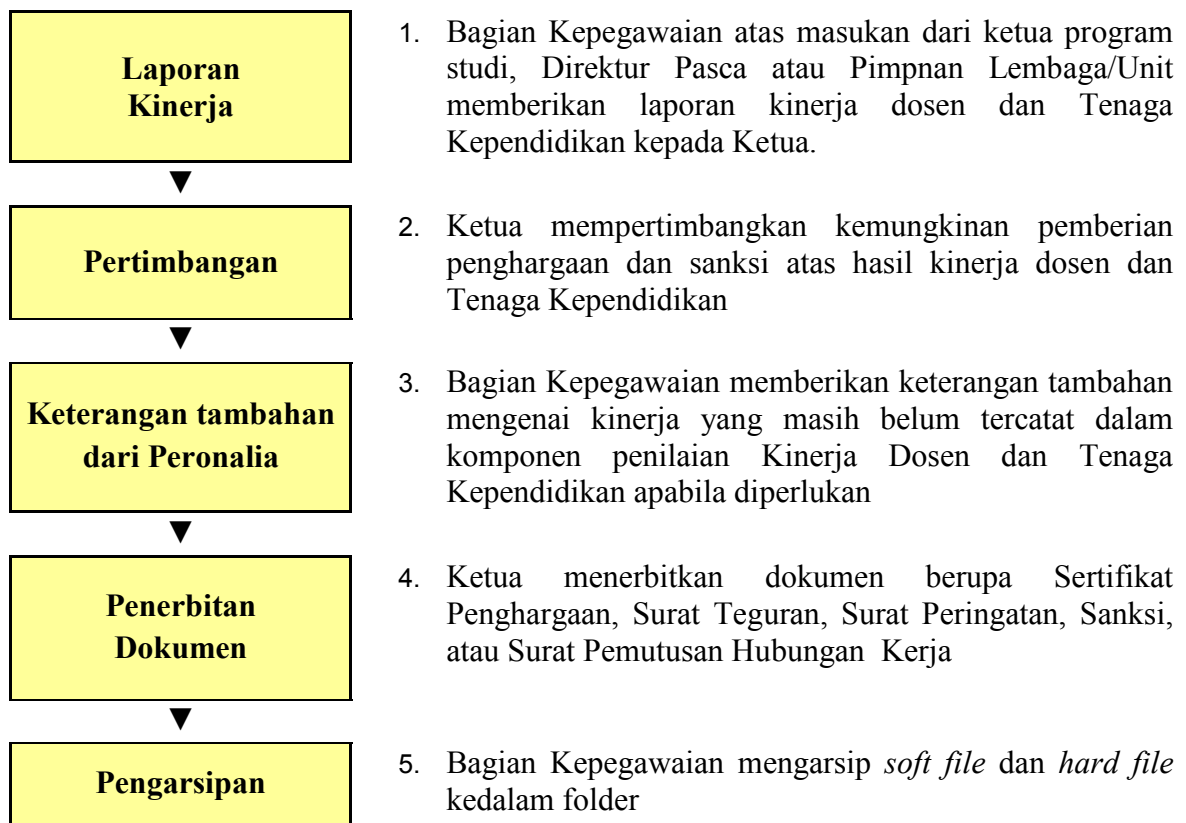 Laporan
Kinerja
1. Bagian Kepegawaian atas masukan dari ketua program
studi, Direktur Pasca atau Pimpnan Lembaga/Unit
memberikan laporan kinerja dosen dan Tenaga
Kependidikan kepada Ketua.
▼
Pertimbangan
2. Ketua mempertimbangkan kemungkinan pemberian
penghargaan dan sanksi atas hasil kinerja dosen dan
Tenaga Kependidikan
▼
Keterangan tambahan
dari Peronalia
3. Bagian Kepegawaian memberikan keterangan tambahan
mengenai kinerja yang masih belum tercatat dalam
komponen penilaian Kinerja Dosen dan Tenaga
Kependidikan apabila diperlukan
▼
Penerbitan
Dokumen
4. Ketua menerbitkan dokumen berupa Sertifikat
Penghargaan, Surat Teguran, Surat Peringatan, Sanksi,
atau Surat Pemutusan Hubungan Kerja
▼
Pengarsipan
5. Bagian Kepegawaian mengarsip soft file dan hard file
kedalam folder